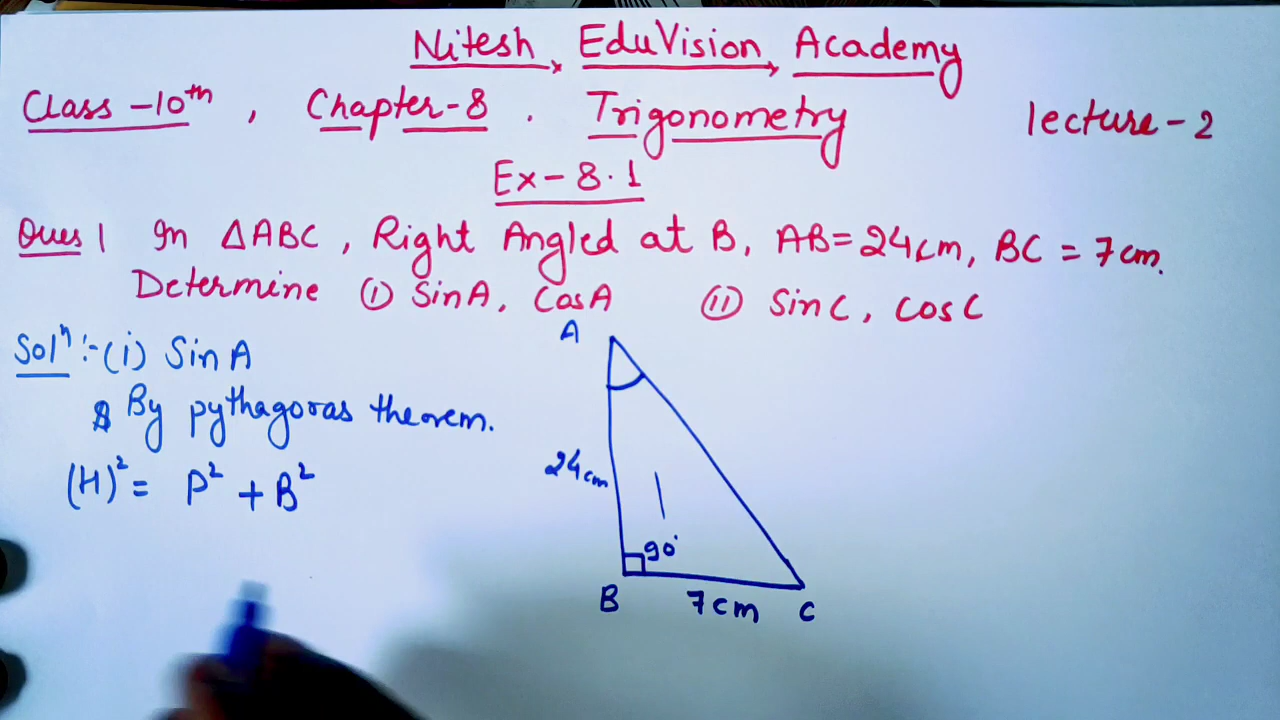 Nitesh EduVision Academy
Class-10th, Chapter-8. Trigonometry lecture-2
Ex-8.1
Ques 1 In △ABC, Right Angled at B, AB=24cm, BC = 7cm.
Determine (i) SinA, CosA (ii) SinC, CosC
Solⁿ:-(i) SinA
By pythagoras theorem.
(H)² = P² + B²
A
24cm
90°
B 7cm C